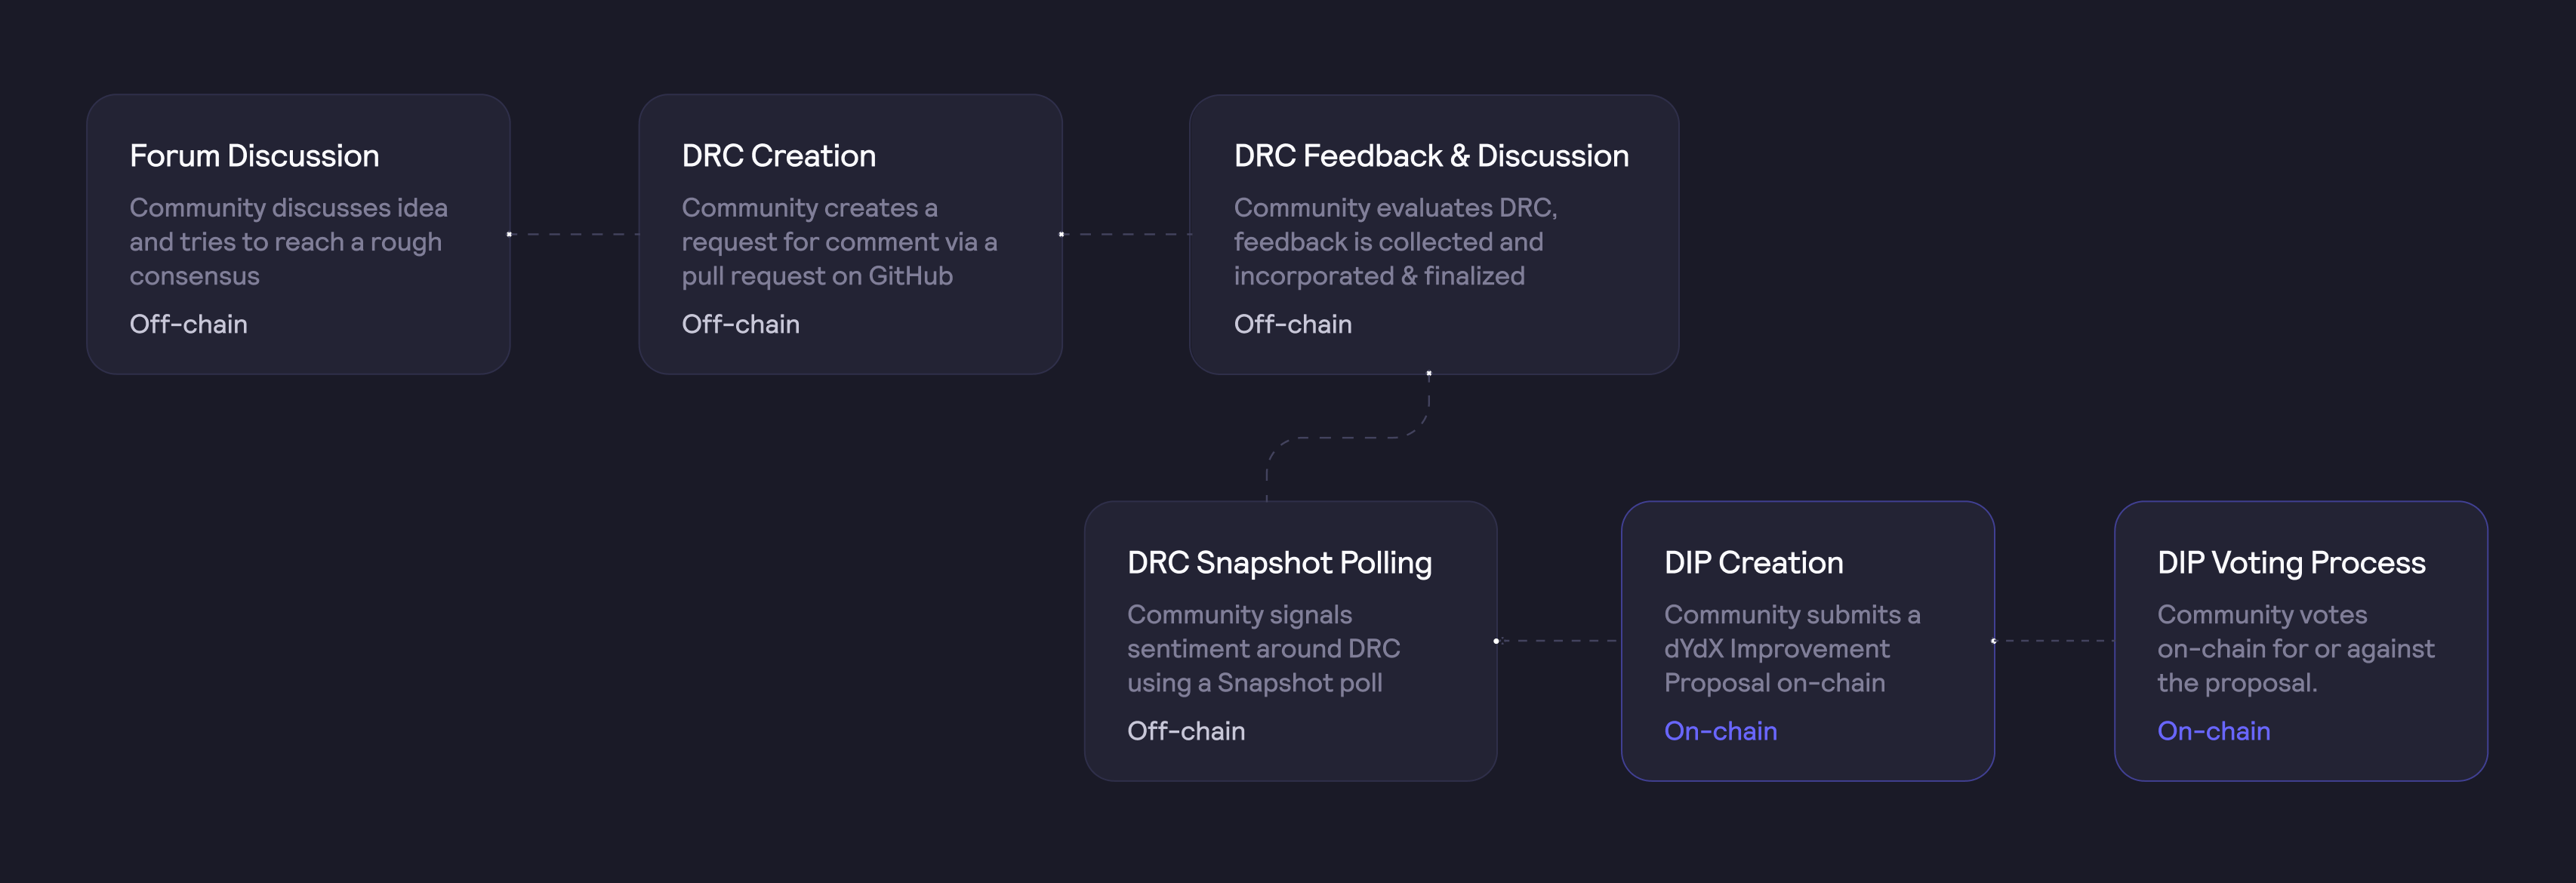 Forum Discussion
Community discusses idea
and tries to reach a rough
consensus
Off-chain
DRC Creation
Community creates a
request for comment via a
pull request on GitHub
Off-chain
DRC Feedback & Discussion
Community evaluates DRC,
feedback is collected and
incorporated & finalized
Off-chain
DRC Snapshot Polling
Community signals
sentiment around DRC
using a Snapshot poll
Off-chain
DIP Creation
Community submits a
dYdX Improvement
Proposal on-chain
On-chain
DIP Voting Process
Community votes
on-chain for or against
the proposal.
On-chain